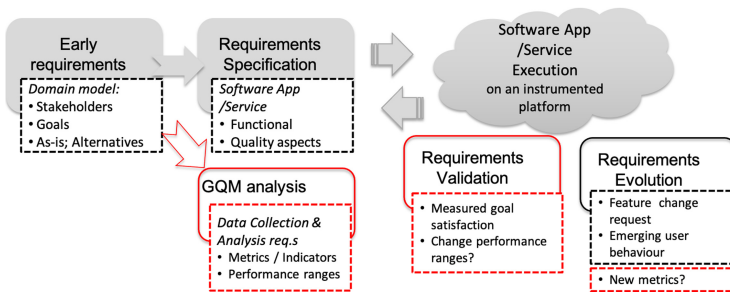 Early
requirements
Domain model:
• Stakeholders
• Goals
• As-is; Alternatives
Requirements
Specification
Software App
/Service
• Functional
• Quality aspects
Software App
/Service
Execution
on an instrumented
platform
GQM analysis
Data Collection &
Analysis req.s
• Metrics / Indicators
• Performance ranges
Requirements
Validation
• Measured goal
satisfaction
• Change performance
ranges?
Requirements
Evolution
• Feature change
request
• Emerging user
behaviour
• New metrics?